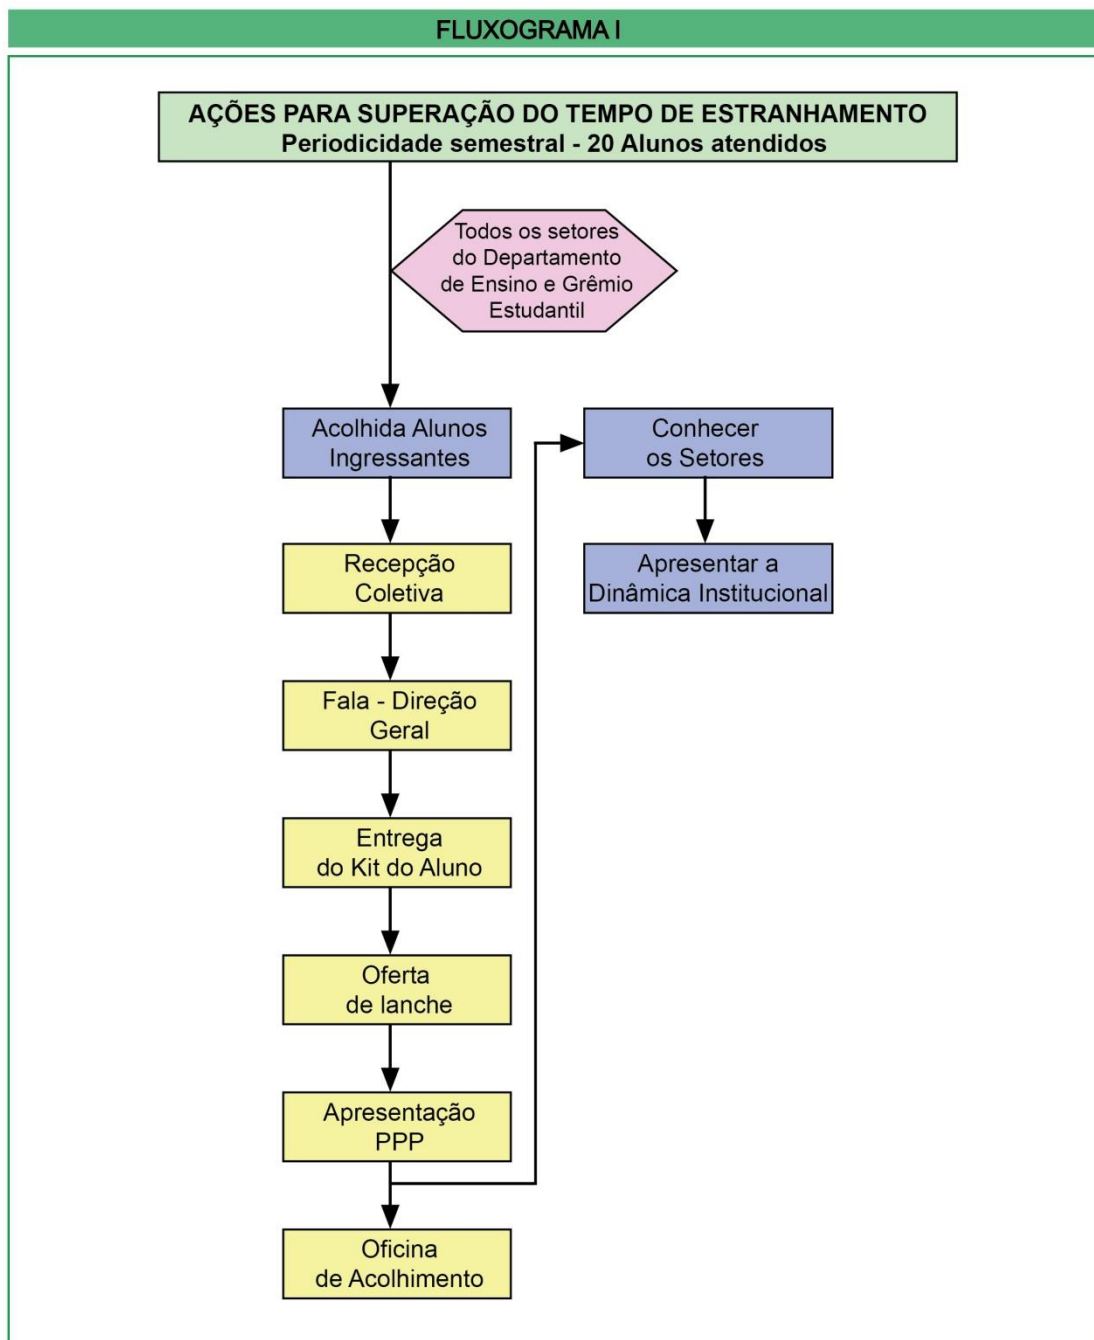 FLUXOGRAMA I
AÇÕES PARA SUPERAÇÃO DO TEMPO DE ESTRANHAMENTO
Periodicidade semestral - 20 Alunos atendidos
Todos os setores
do Departamento
de Ensino e Grêmio
Estudantil
Acolhida Alunos
Ingressantes
Recepção
Coletiva
Fala - Direção
Geral
Entrega
do Kit do Aluno
Oferta
de lanche
Apresentação
PPP
Oficina
de Acolhimento
Conhecer
os Setores
Apresentar a
Dinâmica Institucional